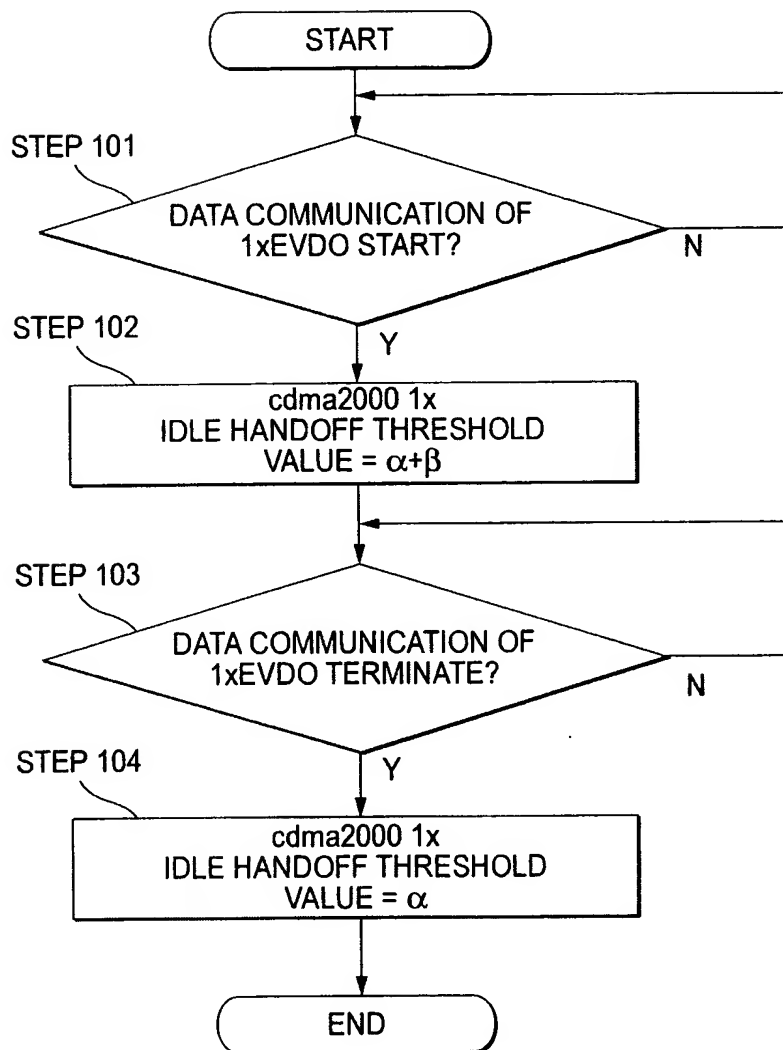 START
STEP 101
DATA COMMUNICATION OF
1xEVDO START?
N
Y
STEP 102
cdma2000 1x
IDLE HANDOFF THRESHOLD
VALUE = α+β
STEP 103
DATA COMMUNICATION OF
1xEVDO TERMINATE?
N
Y
STEP 104
cdma2000 1x
IDLE HANDOFF THRESHOLD
VALUE = α
END